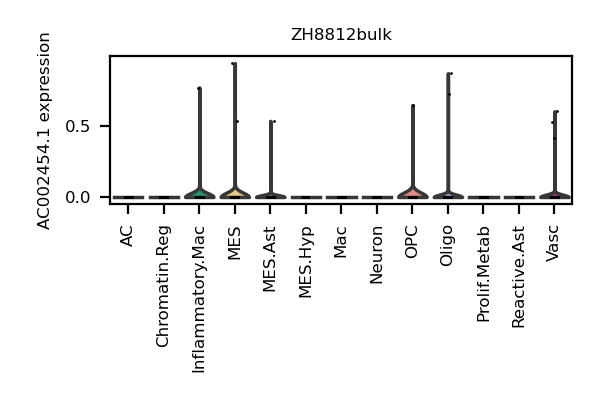 ZH8812bulk
AC002454.1 expression
0.5
0.0
AC
Chromatin.Reg
Inflammatory.Mac
MES
MES.Ast
MES.Hyp
Mac
Neuron
OPC
Oligo
Prolif.Metab
Reactive.Ast
Vasc